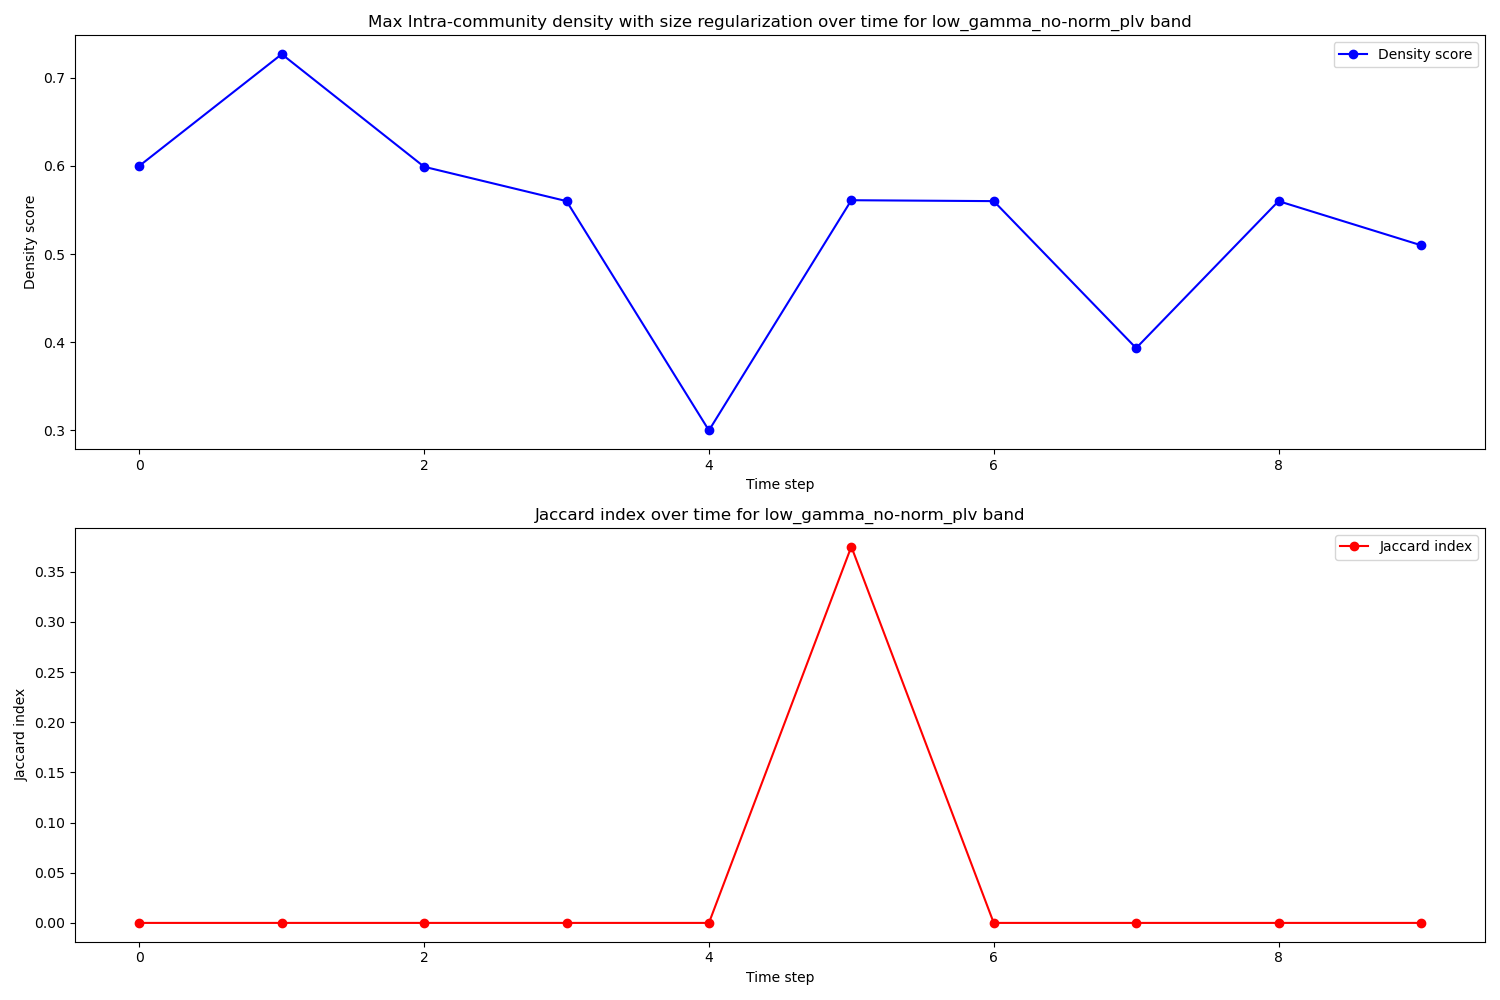 Max Intra-community density with size regularization over time for low_gamma_no-norm_plv band
Density score
0.7
0.6
0.5
0.4
0.3
Density score
0 2 4 6 8
Time step
Jaccard index over time for low_gamma_no-norm_plv band
Jaccard index
0.35
0.30
0.25
0.20
0.15
0.10
0.05
0.00
Jaccard index
0 2 4 6 8
Time step